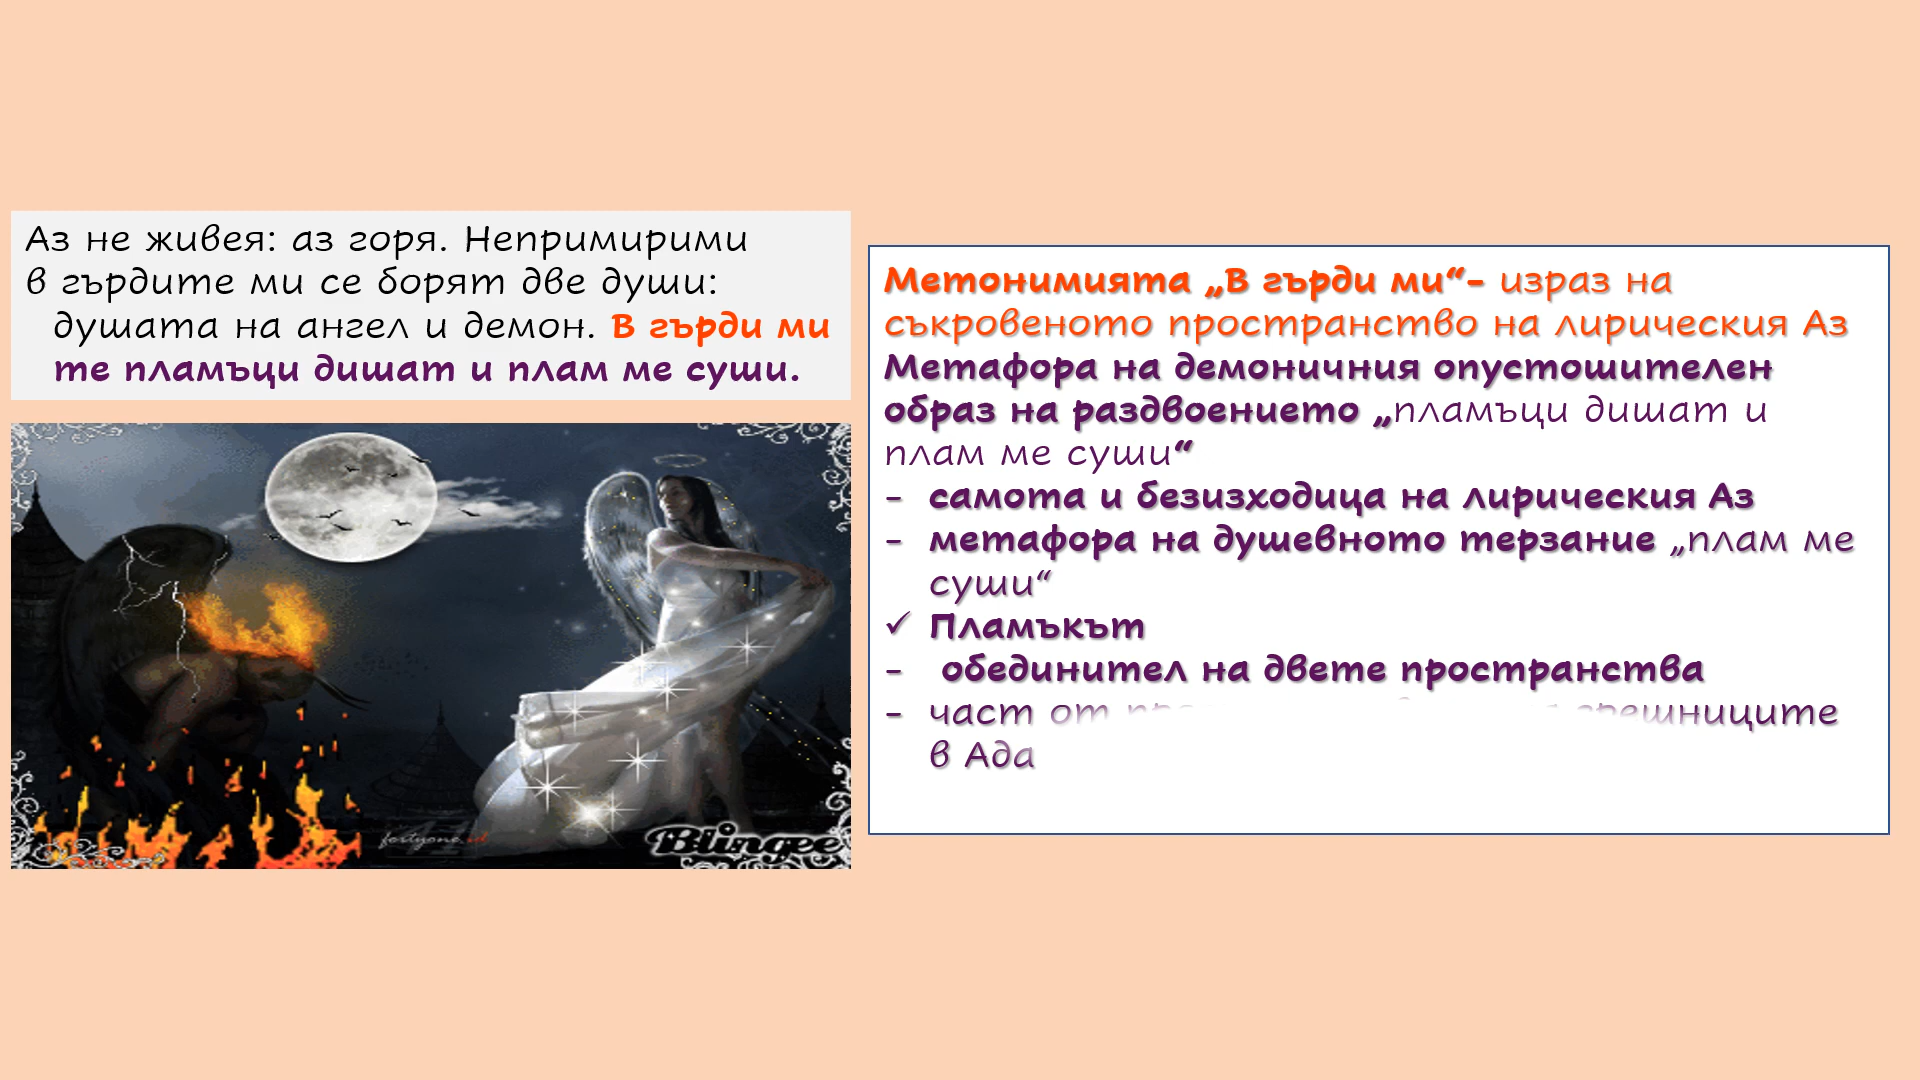 Аз не живея: аз горя. Непримирими
в гърдите ми се борят две души:
душата на ангел и демон. В гърди ми
те пламъци дишат и плам ме суши.
Blingee
Метонимията „В гърди ми“- израз на
съкровеното пространство на лирическия Аз
Метафора на демоничния опустошителен
образ на раздвоението „пламъци дишат и
плам ме суши“
- самота и безизходица на лирическия Аз
- метафора на душевното терзание „плам ме
суши“
✓ Пламъкът
- обединител на двете пространства
- част от грешниците
в Ада